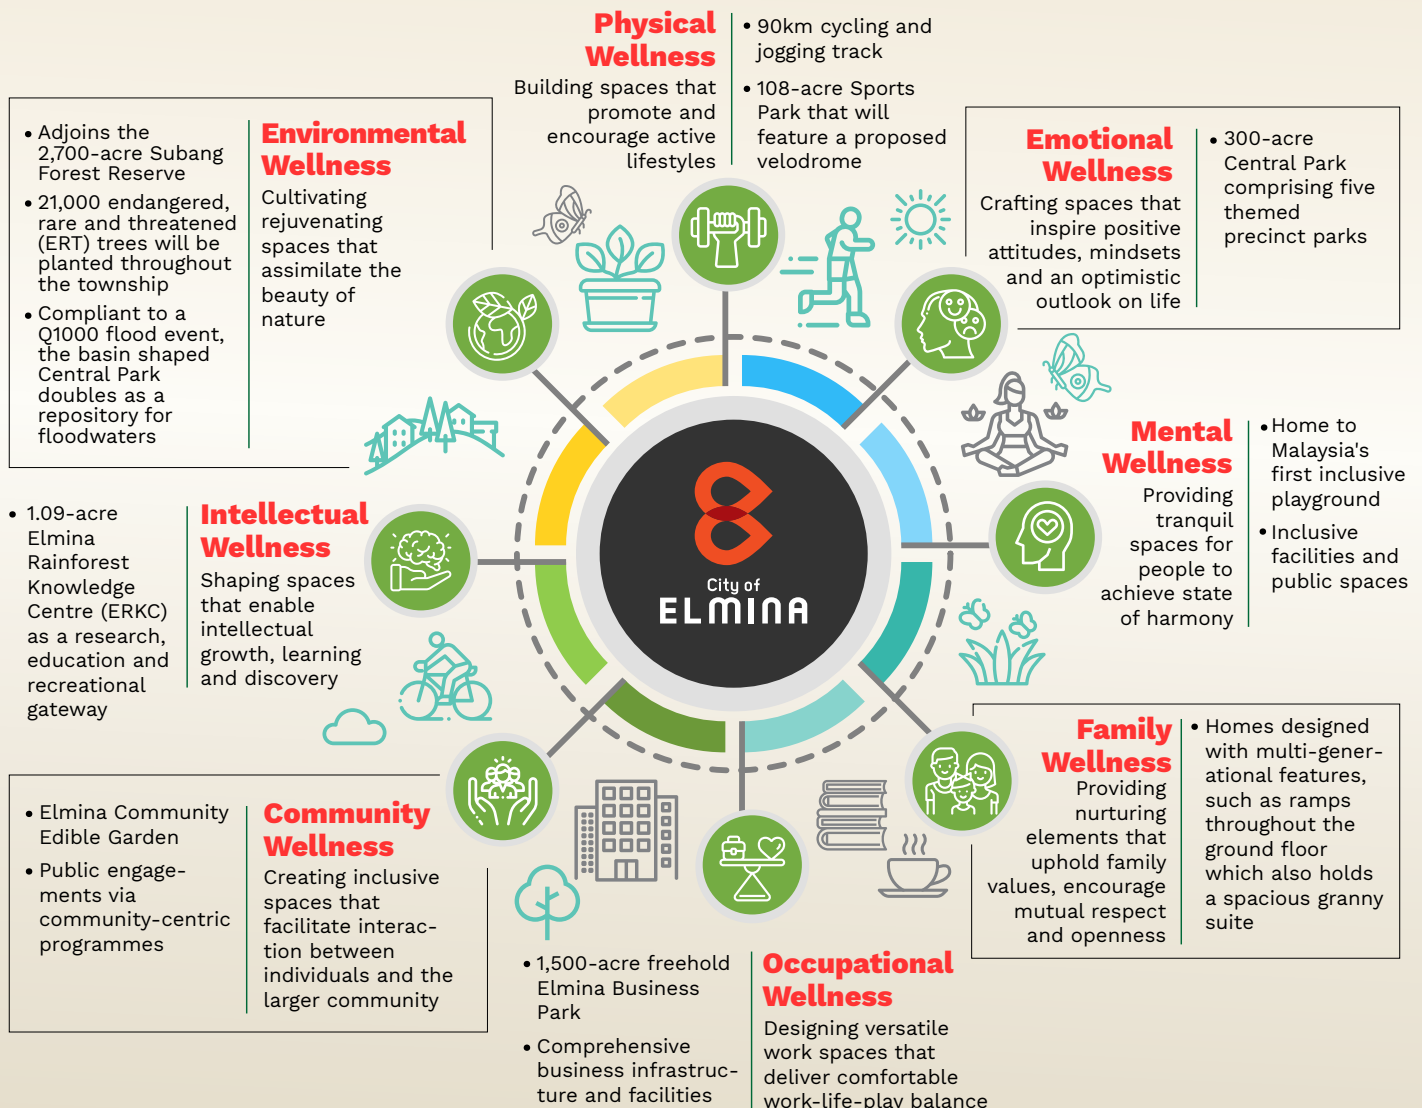 Physical
Wellness
Building spaces that
promote and
encourage active
lifestyles
• 90km cycling and
jogging track
• 108-acre Sports
Park that will
feature a proposed
velodrome
• Adjoins the
2,700-acre Subang
Forest Reserve
• 21,000 endangered,
rare and threatened
(ERT) trees will be
planted throughout
the township
• Compliant to a
Q1000 flood event,
the basin shaped
Central Park
doubles as a
repository for
floodwaters
Environmental
Wellness
Cultivating
rejuvenating
spaces that
assimilate the
beauty of
nature
Emotional
Wellness
Crafting spaces that
inspire positive
attitudes, mindsets
and an optimistic
outlook on life
• 300-acre
Central Park
comprising five
themed
precinct parks
Mental
Wellness
Providing
tranquil
spaces for
people to
achieve state
of harmony
• Home to
Malaysia's
first inclusive
playground
• Inclusive
facilities and
public spaces
• 1.09-acre
Elmina
Rainforest
Knowledge
Centre (ERKC)
as a research,
education and
recreational
gateway
Intellectual
Wellness
Shaping spaces
that enable
intellectual
growth, learning
and discovery
City of
ELMINA
Family
Wellness
Providing
nurturing
elements that
uphold family
values, encourage
mutual respect
and openness
• Homes designed
with multi-gener-
ational features,
such as ramps
throughout the
ground floor
which also holds
a spacious granny
suite
• Elmina Community
Edible Garden
• Public engage-
ments via
community-centric
programmes
Community
Wellness
Creating inclusive
spaces that
facilitate interac-
tion between
individuals and the
larger community
• 1,500-acre freehold
Elmina Business
Park
• Comprehensive
business infrastruc-
ture and facilities
Occupational
Wellness
Designing versatile
work spaces that
deliver comfortable
work-life-play balance